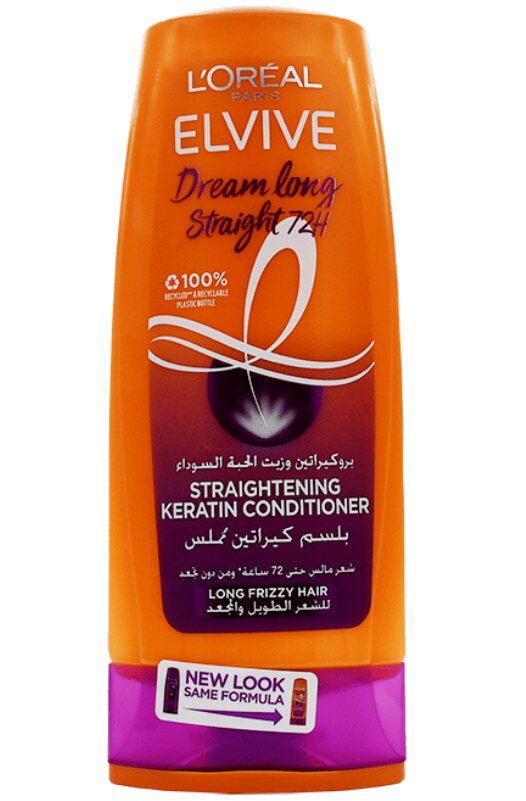 L'ORÉAL
PARIS
ELVIVE
Dream long
Straight 72H
100%
RECYCLED** & RECYCLABLE
PLASTIC BOTTLE
بروكيراتين وزيت الحبة السوداء
STRAIGHTENING
KERATIN CONDITIONER
بلسم كيراتين مُملس
شعر مالس حتى 72 ساعة* ومن دون تجعد
LONG FRIZZY HAIR
للشعر الطويل والمجعد
NEW LOOK
SAME FORMULA